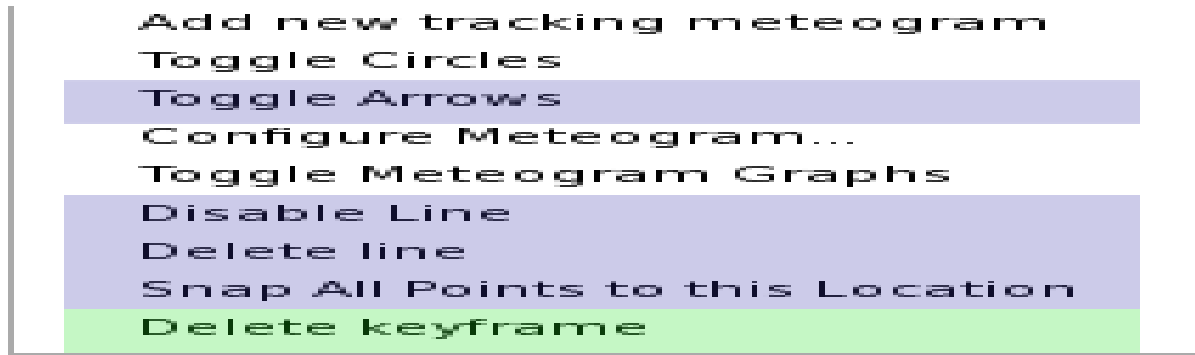 Add new tracking meteogram
Toggle Circles
Toggle Arrows
Configure Meteogram...
Toggle Meteogram Graphs
Disable Line
Delete line
Snap All Points to this Location
Delete keyframe